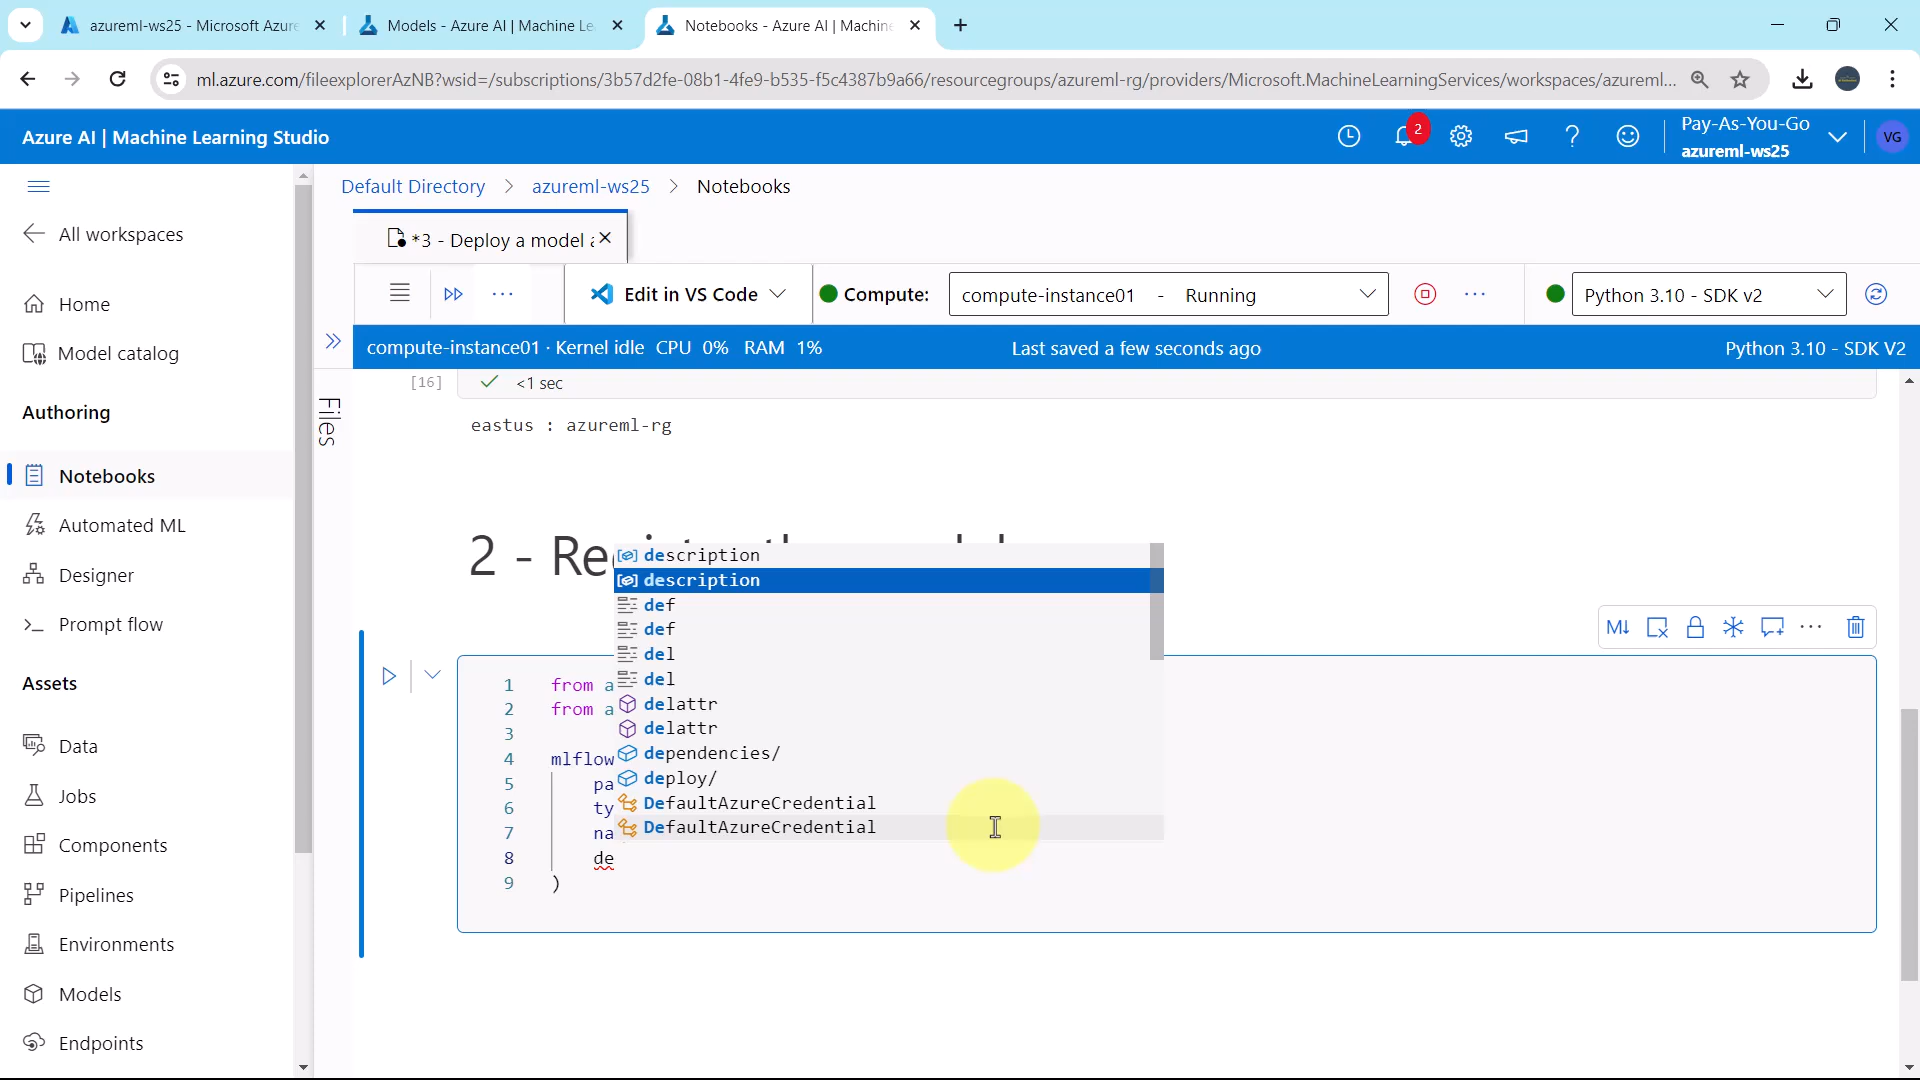 azureml-ws25 - Microsoft Azure
Models - Azure AI | Machine Le
Notebooks - Azure AI | Machine
ml.azure.com/fileexplorerAzNB?wsid=/subscriptions/3b57d2fe-08b1-4fe9-b535-f5c4387b9a66/resourcegroups/azureml-rg/providers/Microsoft.MachineLearningServices/workspaces/azureml...
Azure AI | Machine Learning Studio
2
Pay-As-You-Go
azureml-ws25
VG
Default Directory > azureml-ws25 > Notebooks
All workspaces
Home
Model catalog
Authoring
Notebooks
Automated ML
Designer
Prompt flow
Assets
Data
Jobs
Components
Pipelines
Environments
Models
Endpoints
Files
*3 - Deploy a model
Edit in VS Code
Compute:
compute-instance01 - Running
Python 3.10 - SDK v2
compute-instance01 · Kernel idle CPU 0% RAM 1%
Last saved a few seconds ago
Python 3.10 - SDK V2
[16]
<1 sec
eastus : azureml-rg
2 - Re
description
description
def
def
del
del
delattr
delattr
dependencies/
deploy/
DefaultAzureCredential
DefaultAzureCredential
M↓
1 from a
2 from a
3
4 mlflow
5 pa
6 ty
7 na
8 de
9 )